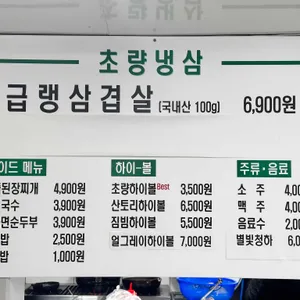 초량냉삼
급랭삼겹살 (국내산 100g) 6,900원
이드 메뉴
된장찌개 4,900원
국수 3,900원
면순두부 3,900원
밥 2,500원
밥 1,000원
하이-볼
초량하이볼 Best 3,500원
산토리하이볼 6,500원
짐빔하이볼 5,500원
얼그레이하이볼 7,000원
주류·음료
소 주 4,00
맥 주 4,00
음료수 2,00
별빛청하 6,0